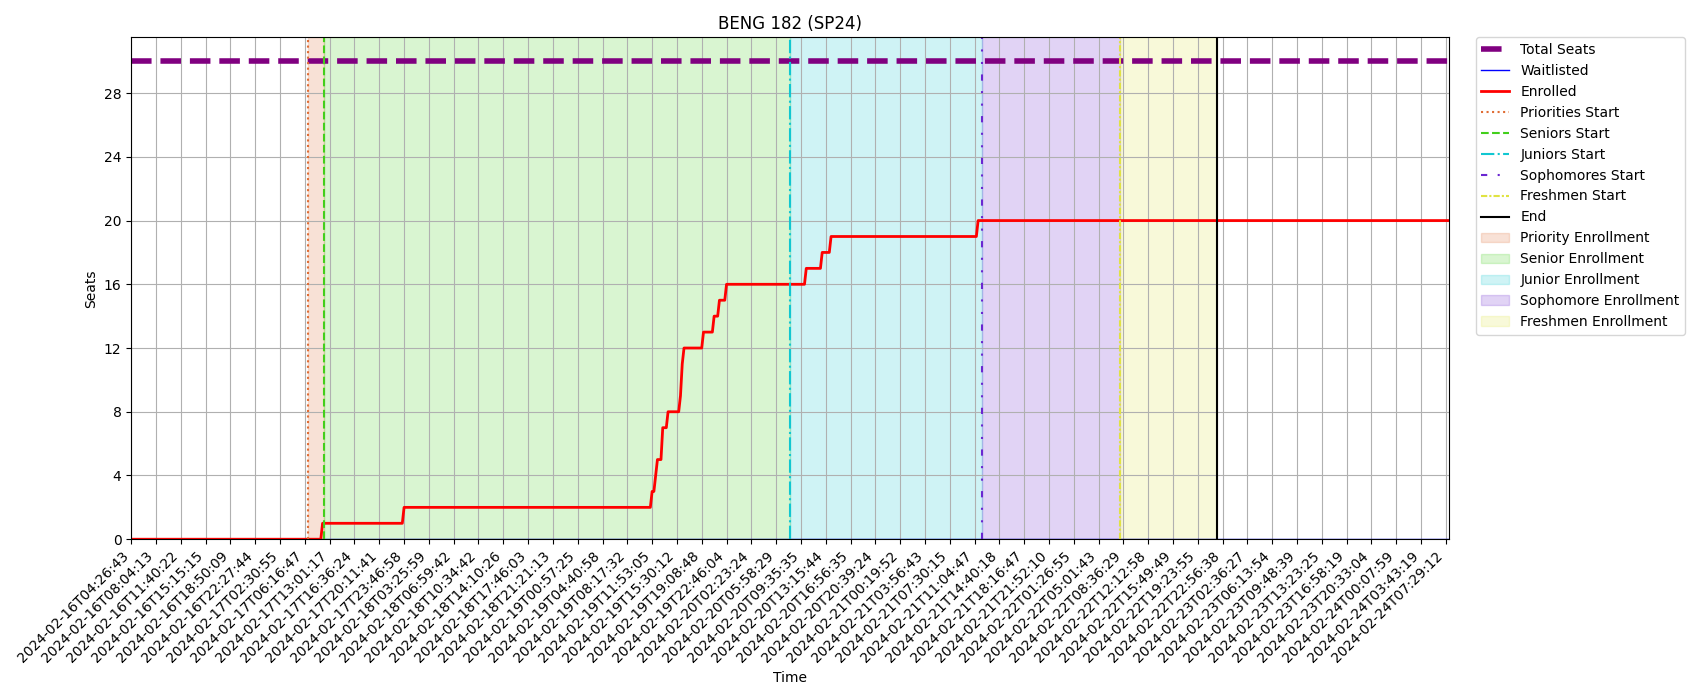 BENG 182 (SP24)
Seats
28
24
20
16
12
8
4
0
2024-02-16T04:26:43
2024-02-16T08:04:13
2024-02-16T11:40:22
2024-02-16T15:15:15
2024-02-16T18:50:09
2024-02-16T22:27:44
2024-02-17T02:30:55
2024-02-17T06:16:47
2024-02-17T13:01:17
2024-02-17T16:36:24
2024-02-17T20:11:41
2024-02-17T23:46:58
2024-02-18T03:25:59
2024-02-18T06:59:42
2024-02-18T10:34:42
2024-02-18T14:10:26
2024-02-18T17:46:03
2024-02-18T21:21:13
2024-02-19T00:57:25
2024-02-19T04:40:58
2024-02-19T08:17:32
2024-02-19T11:53:05
2024-02-19T15:30:12
2024-02-19T19:08:48
2024-02-19T22:46:04
2024-02-20T02:23:24
2024-02-20T05:58:29
2024-02-20T09:35:35
2024-02-20T13:15:44
2024-02-20T16:56:35
2024-02-20T20:39:24
2024-02-21T00:19:52
2024-02-21T03:56:43
2024-02-21T07:30:15
2024-02-21T11:04:47
2024-02-21T14:40:18
2024-02-21T18:16:47
2024-02-21T21:52:10
2024-02-22T01:26:55
2024-02-22T05:01:43
2024-02-22T08:36:29
2024-02-22T12:12:58
2024-02-22T15:49:49
2024-02-22T19:23:55
2024-02-22T22:56:38
2024-02-23T02:36:27
2024-02-23T06:13:54
2024-02-23T09:48:39
2024-02-23T13:23:25
2024-02-23T16:58:19
2024-02-23T20:33:04
2024-02-24T00:07:59
2024-02-24T03:43:19
2024-02-24T07:29:12
Time
Total Seats
Waitlisted
Enrolled
Priorities Start
Seniors Start
Juniors Start
Sophomores Start
Freshmen Start
End
Priority Enrollment
Senior Enrollment
Junior Enrollment
Sophomore Enrollment
Freshmen Enrollment